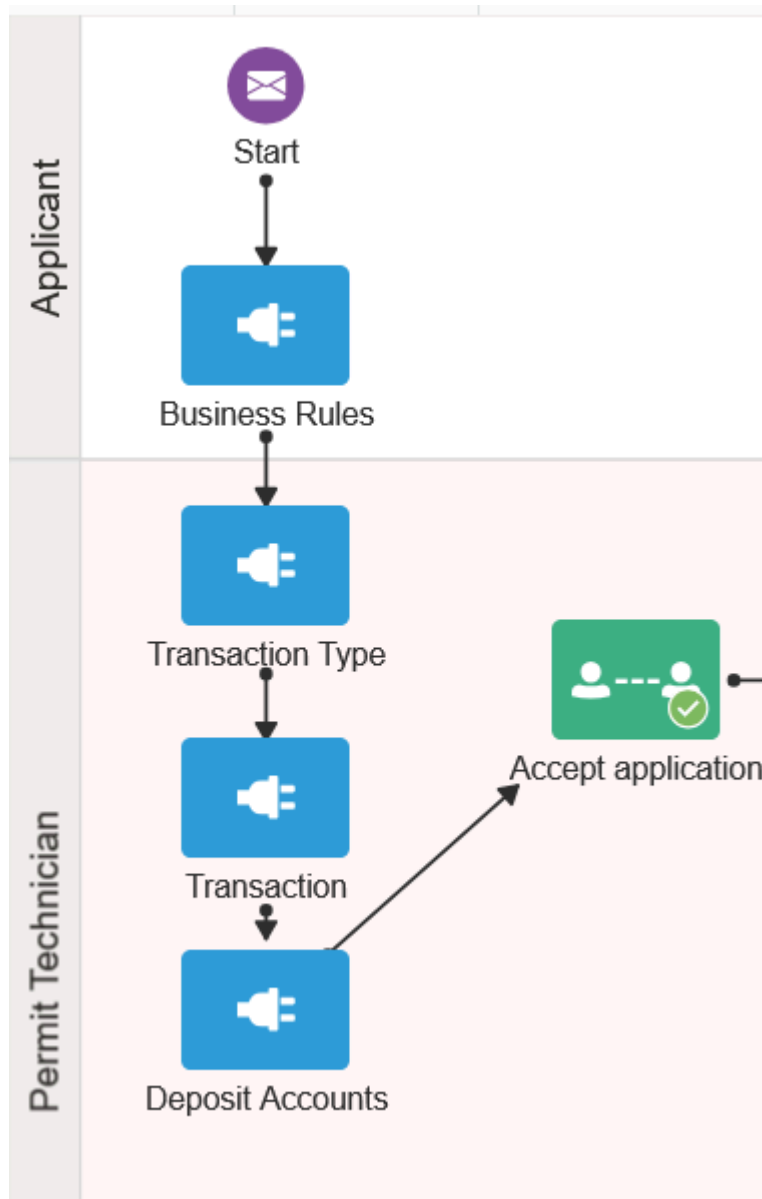 Applicant
Start
Business Rules
Permit Technician
Transaction Type
Accept application
Transaction
Deposit Accounts